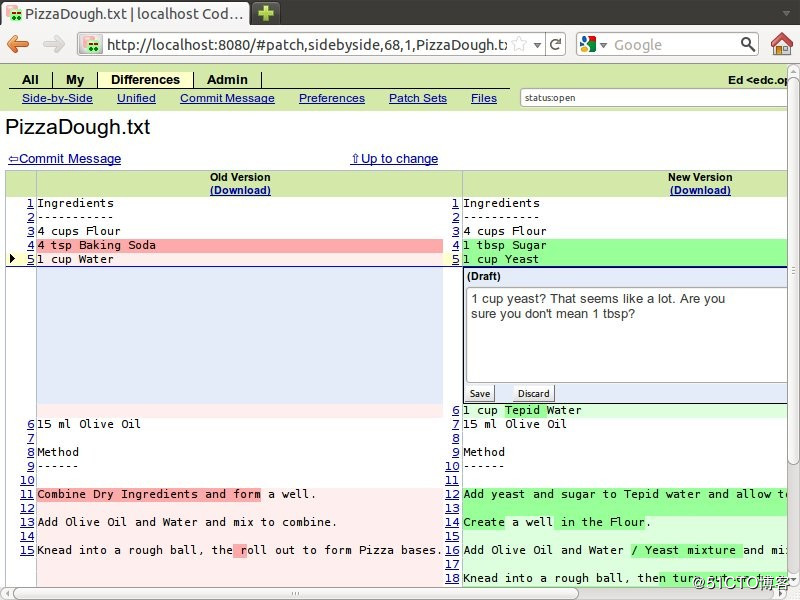 PizzaDough.txt | localhost Cod...
http://localhost:8080/#patch,sidebyside,68,1,PizzaDough.t
Google
All My Differences Admin
Ed <edc.op
Side-by-Side Unified Commit Message Preferences Patch Sets Files
status:open
PizzaDough.txt
⇦Commit Message ⇧Up to change
Old Version New Version
(Download) (Download)
1 Ingredients 1 Ingredients
2 ----------- 2 -----------
3 4 cups Flour 3 4 cups Flour
4 4 tsp Baking Soda 4 1 tbsp Sugar
5 1 cup Water 5 1 cup Yeast
(Draft)
1 cup yeast? That seems like a lot. Are you
sure you don't mean 1 tbsp?
Save Discard
6 1 cup Tepid Water
6 15 ml Olive Oil 7 15 ml Olive Oil
7 8
8 Method 9 Method
9 ------ 10 ------
10 11
11 Combine Dry Ingredients and form a well. 12 Add yeast and sugar to Tepid water and allow t
12 13
13 Add Olive Oil and Water and mix to combine. 14 Create a well in the Flour.
14 15
15 Knead into a rough ball, the roll out to form Pizza bases. 16 Add Olive Oil and Water / Yeast mixture and mi
17
18 Knead into a rough ball, then tur
@51CTO博客